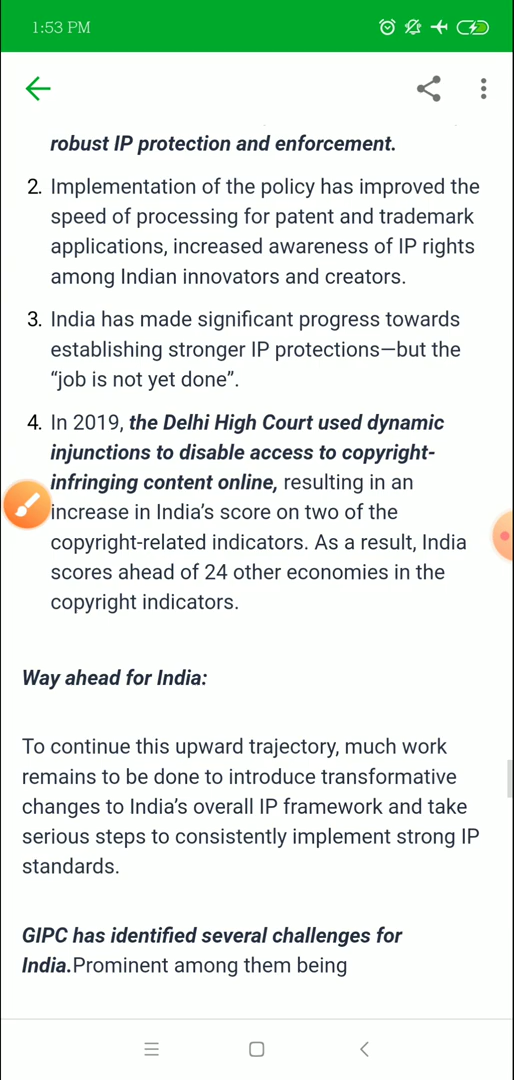 1:53 PM
robust IP protection and enforcement.
2. Implementation of the policy has improved the
speed of processing for patent and trademark
applications, increased awareness of IP rights
among Indian innovators and creators.
3. India has made significant progress towards
establishing stronger IP protections—but the
“job is not yet done”.
4. In 2019, the Delhi High Court used dynamic
injunctions to disable access to copyright-
infringing content online, resulting in an
increase in India’s score on two of the
copyright-related indicators. As a result, India
scores ahead of 24 other economies in the
copyright indicators.
Way ahead for India:
To continue this upward trajectory, much work
remains to be done to introduce transformative
changes to India’s overall IP framework and take
serious steps to consistently implement strong IP
standards.
GIPC has identified several challenges for
India.Prominent among them being